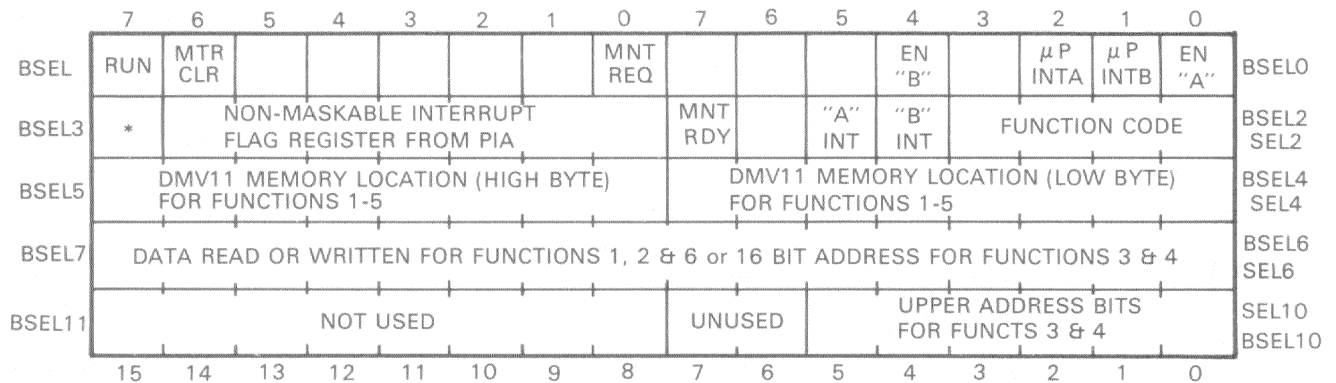 7 6 5 4 3 2 1 0 7 6 5 4 3 2 1 0
BSEL RUN MTR CLR MNT REQ EN "B" μP INTA μP INTB EN "A" BSEL0
BSEL3 * NON-MASKABLE INTERRUPT FLAG REGISTER FROM PIA MNT RDY "A" INT "B" INT FUNCTION CODE BSEL2 SEL2
BSEL5 DMV11 MEMORY LOCATION (HIGH BYTE) FOR FUNCTIONS 1-5 DMV11 MEMORY LOCATION (LOW BYTE) FOR FUNCTIONS 1-5 BSEL4 SEL4
BSEL7 DATA READ OR WRITTEN FOR FUNCTIONS 1, 2 & 6 or 16 BIT ADDRESS FOR FUNCTIONS 3 & 4 BSEL6 SEL6
BSEL11 NOT USED UNUSED UPPER ADDRESS BITS FOR FUNCTS 3 & 4 SEL10 BSEL10
15 14 13 12 11 10 9 8 7 6 5 4 3 2 1 0